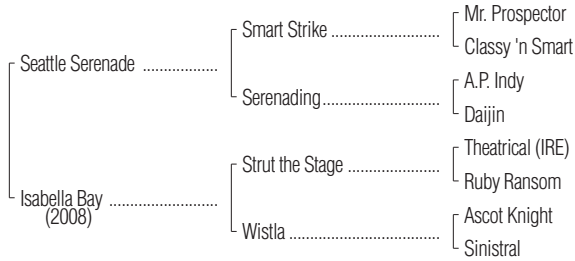 Mr. Prospector
Smart Strike ......................
Classy 'n Smart
Seattle Serenade ................
A.P. Indy
Serenading........................
Daijin
Theatrical (IRE)
Strut the Stage ...................
Ruby Ransom
Isabella Bay ......................
(2008)
Ascot Knight
Wistla ...............................
Sinistral